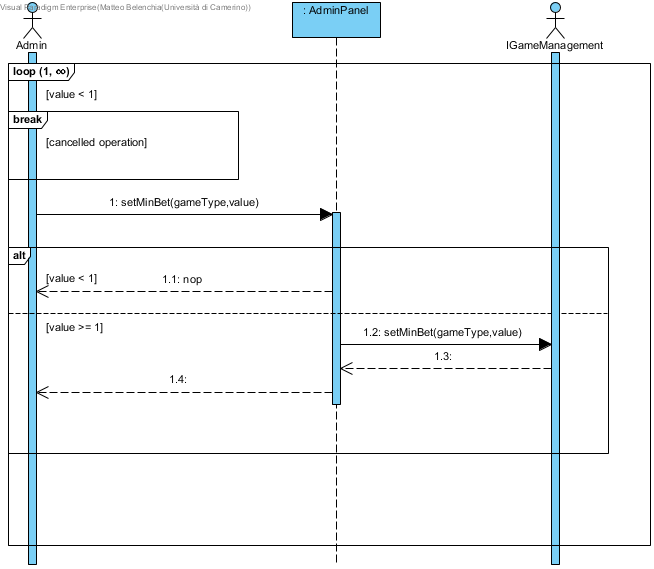 Visual Paradigm Enterprise(Matteo Belenchia(Università di Camerino))
: AdminPanel
Admin
IGameManagement
loop (1, ∞)
[value < 1]
break
[cancelled operation]
1: setMinBet(gameType,value)
alt
[value < 1]
1.1: nop
[value >= 1]
1.2: setMinBet(gameType,value)
1.3:
1.4: